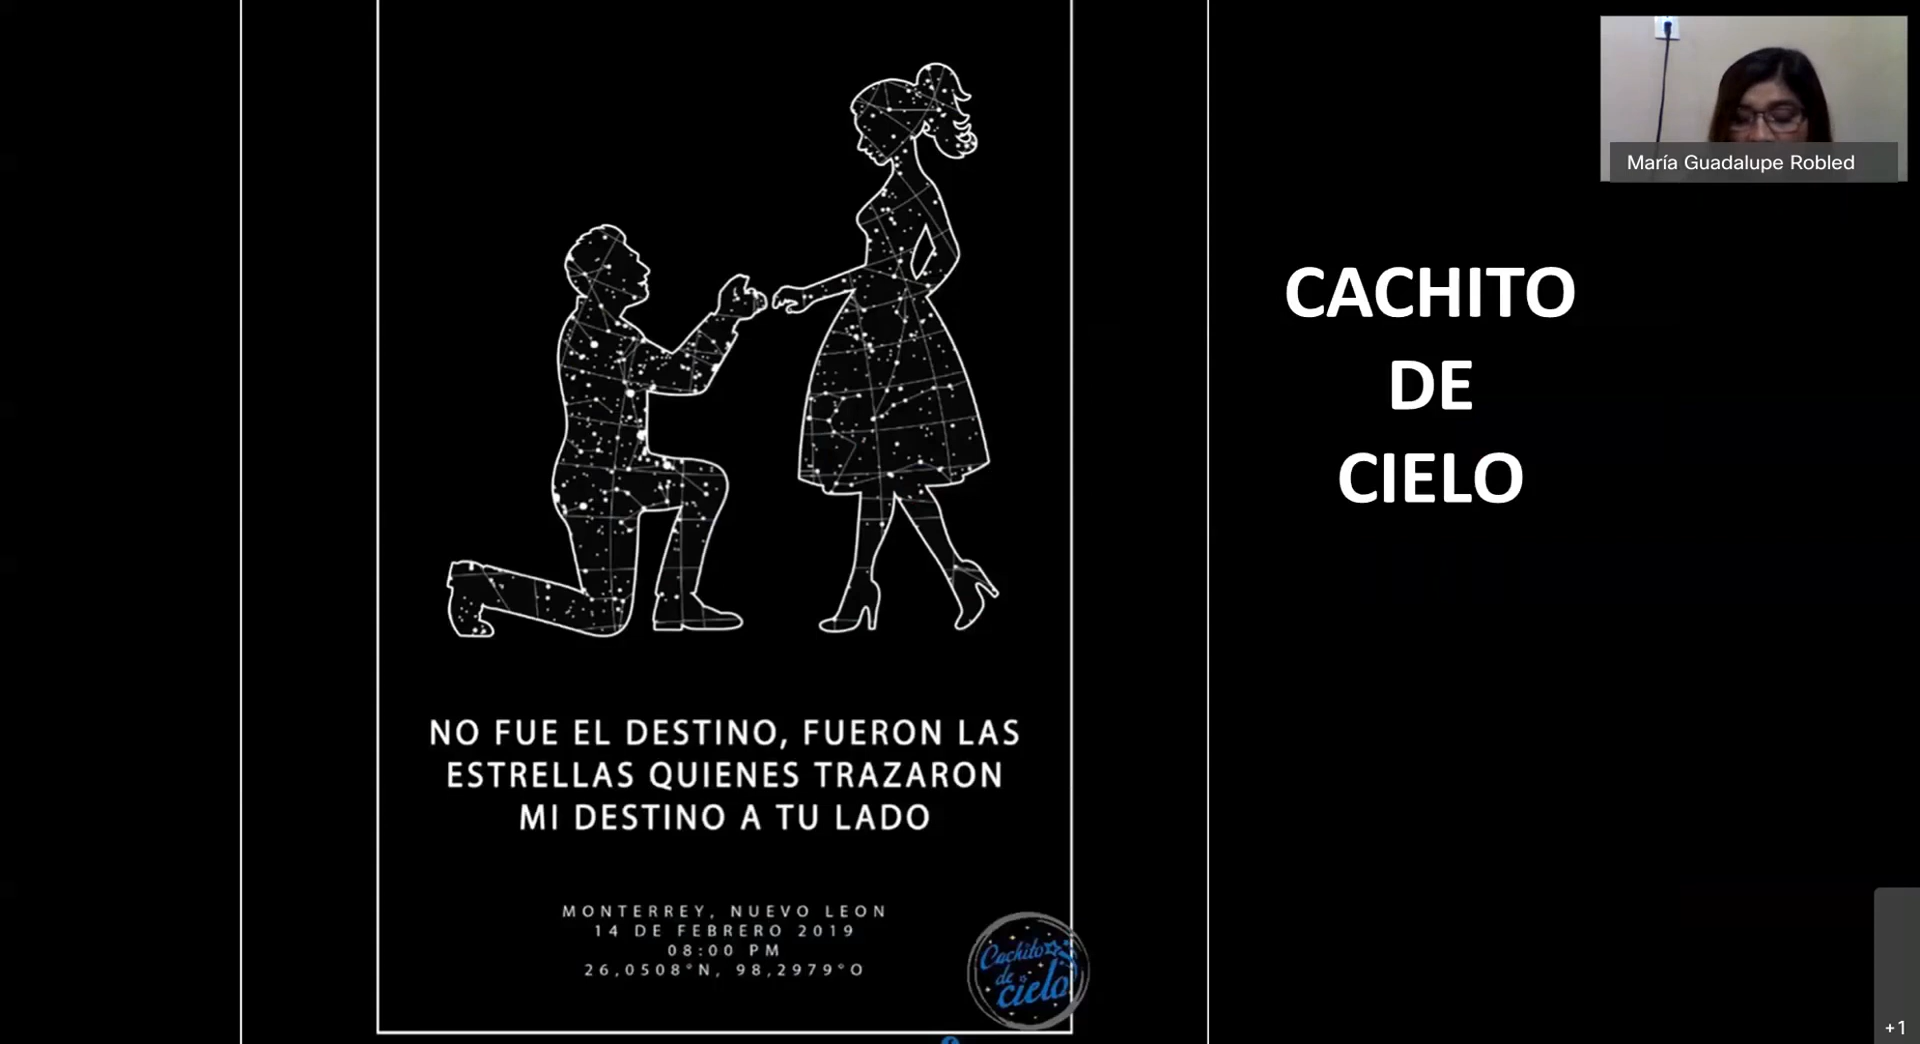 María Guadalupe Robled
CACHITO
DE
CIELO
NO FUE EL DESTINO, FUERON LAS
ESTRELLAS QUIENES TRAZARON
MI DESTINO A TU LADO
MONTERREY, NUEVO LEON
14 DE FEBRERO 2019
08:00 PM
26,0508°N, 98,2979°O
Cachito
de
cielo
+1